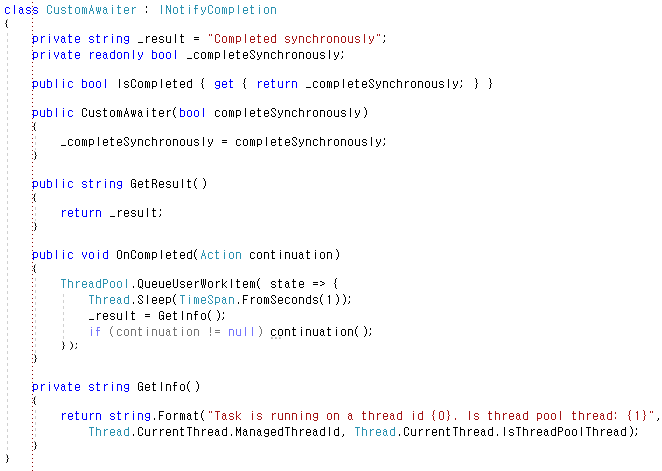 class CustomAwaiter : INotifyCompletion
{
    private string _result = "Completed synchronously";
    private readonly bool _completeSynchronously;
    public bool IsCompleted { get { return _completeSynchronously; } }
    public CustomAwaiter(bool completeSynchronously)
    {
        _completeSynchronously = completeSynchronously;
    }
    public string GetResult()
    {
        return _result;
    }
    public void OnCompleted(Action continuation)
    {
        ThreadPool.QueueUserWorkItem( state => {
            Thread.Sleep(TimeSpan.FromSeconds(1));
            _result = GetInfo();
            if (continuation != null) continuation();
        });
    }
    private string GetInfo()
    {
        return string.Format("Task is running on a thread id {0}. Is thread pool thread: {1}",
            Thread.CurrentThread.ManagedThreadId, Thread.CurrentThread.IsThreadPoolThread);
    }
}